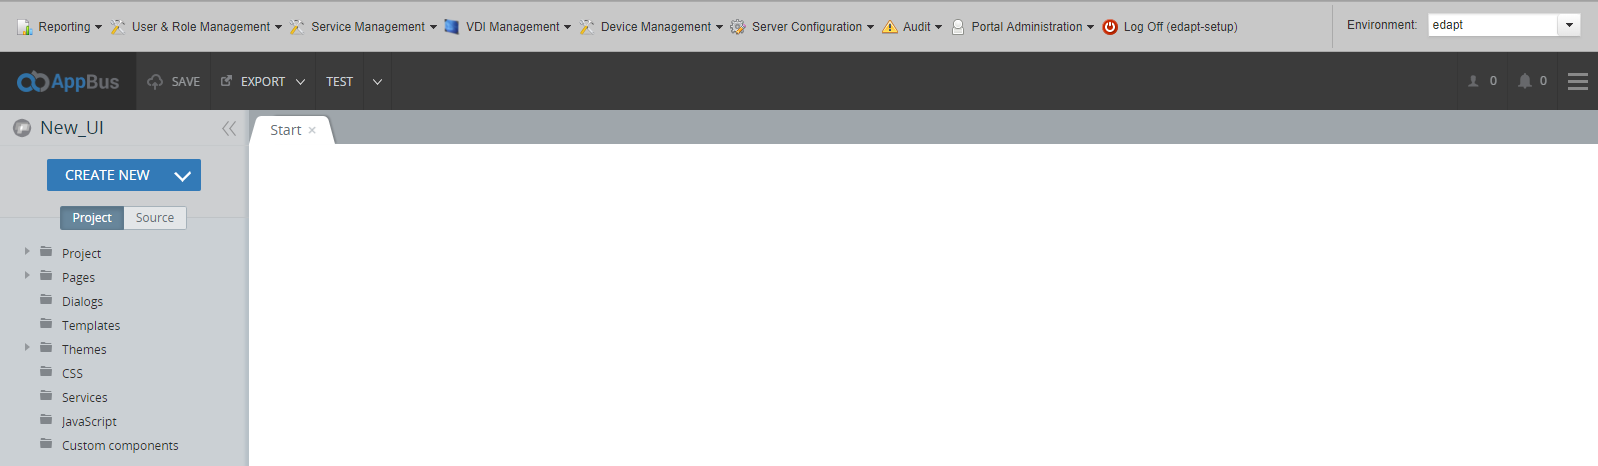 Reporting User & Role Management Service Management VDI Management Device Management Server Configuration Audit Portal Administration Log Off (edapt-setup) Environment: edapt
AppBus SAVE EXPORT TEST 0 0
New_UI Start ×
CREATE NEW
Project Source
Project
Pages
Dialogs
Templates
Themes
CSS
Services
JavaScript
Custom components